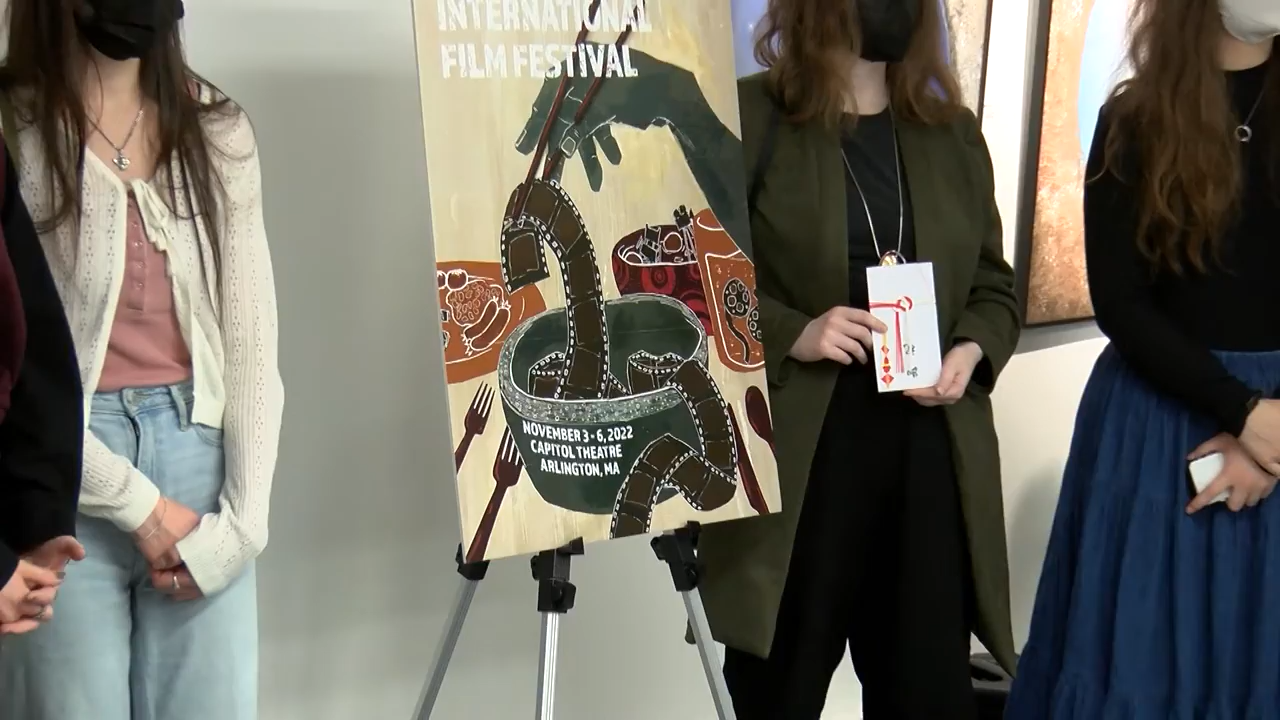 INTERNATIONAL
FILM FESTIVAL
NOVEMBER 3-6, 2022
CAPITOL THEATRE
ARLINGTON, MA